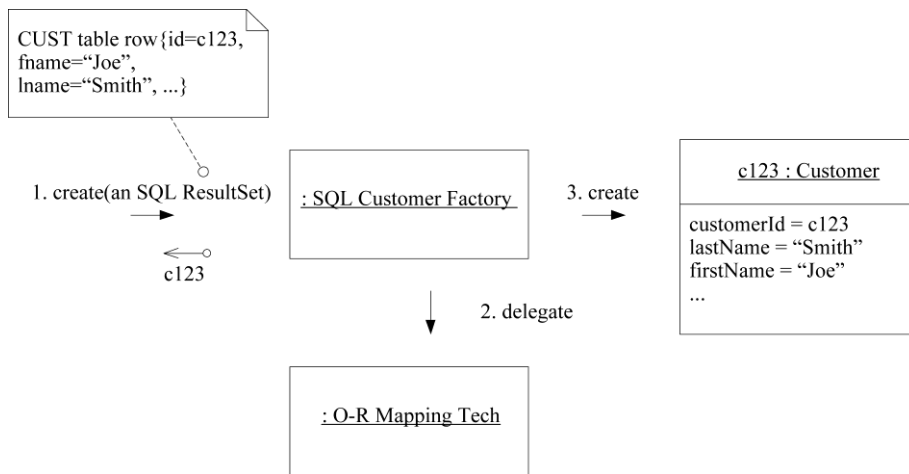 CUST table row{id=c123,
fname=“Joe”,
lname=“Smith”, ...}
1. create(an SQL ResultSet)
c123
: SQL Customer Factory
3. create
c123 : Customer
customerId = c123
lastName = “Smith”
firstName = “Joe”
...
2. delegate
: O-R Mapping Tech